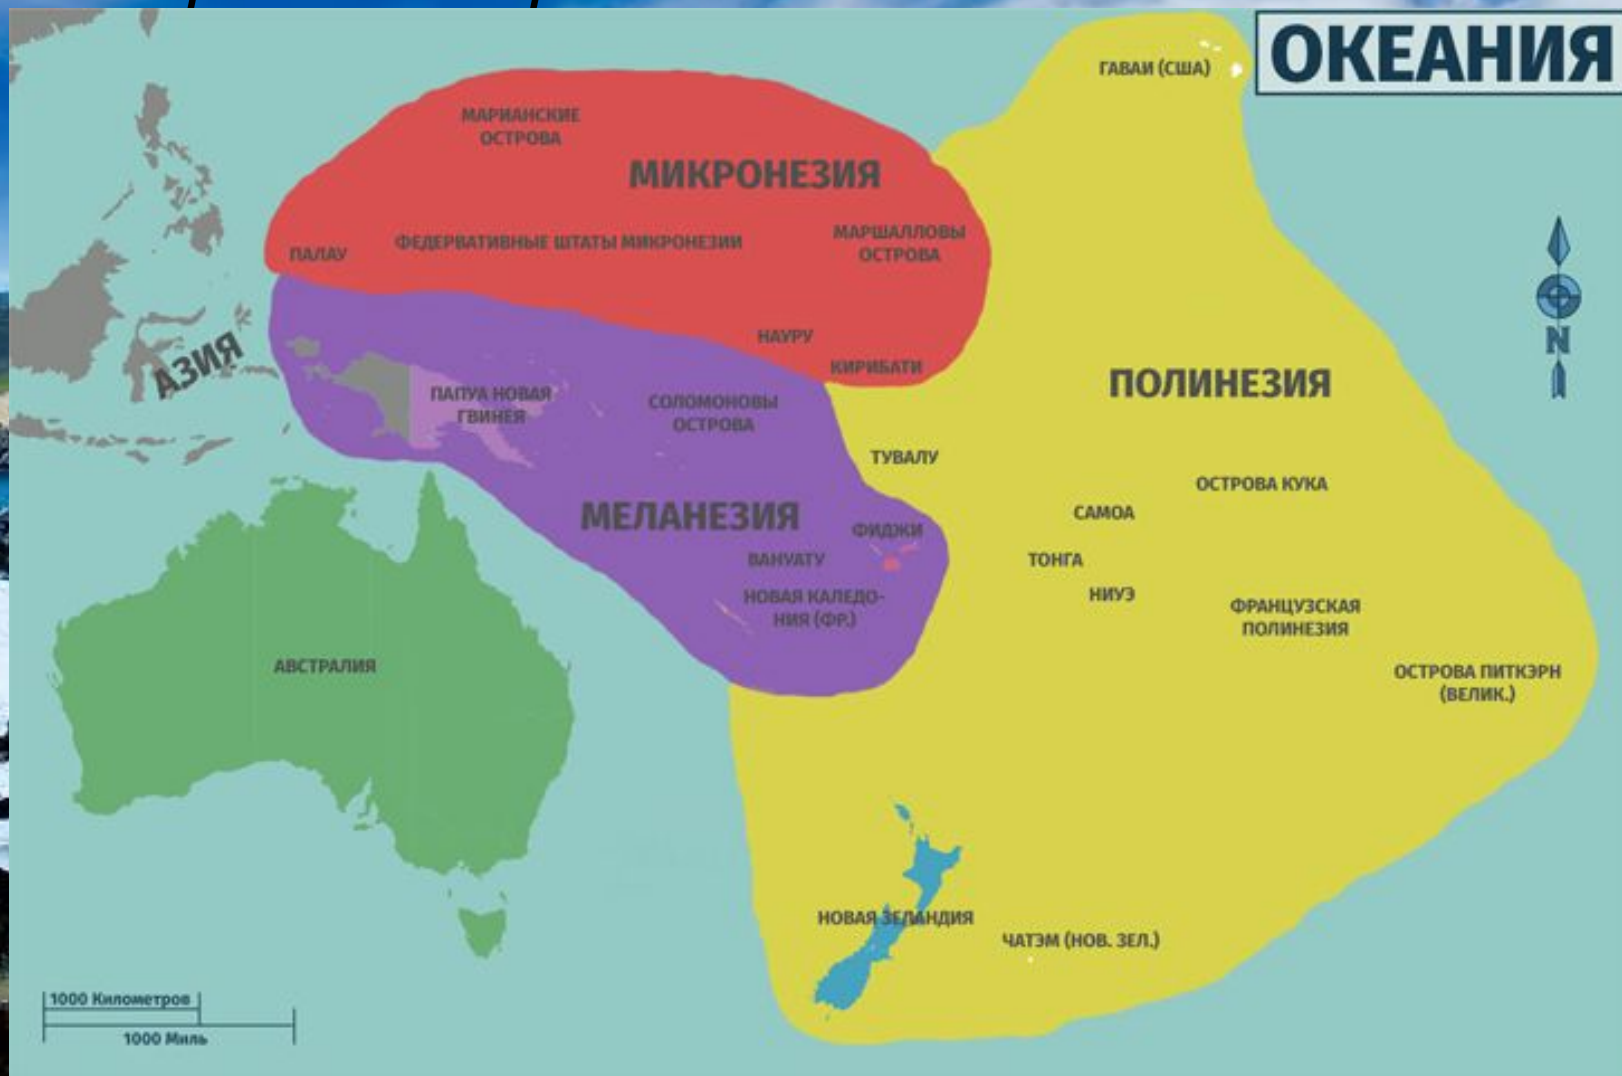 ОКЕАНИЯ
ГАВАИ (США)
МАРИАНСКИЕ
ОСТРОВА
МИКРОНЕЗИЯ
ПАЛАУ
ФЕДЕРВАТИВНЫЕ ШТАТЫ МИКРОНЕЗИИ
МАРШАЛЛОВЫ
ОСТРОВА
НАУРУ
КИРИБАТИ
АЗИЯ
N
ПОЛИНЕЗИЯ
ПАПУА НОВАЯ
ГВИНЕЯ
СОЛОМОНОВЫ
ОСТРОВА
ТУВАЛУ
ОСТРОВА КУКА
САМОА
МЕЛАНЕЗИЯ
ФИДЖИ
ВАНУАТУ
ТОНГА
НИУЭ
НОВАЯ КАЛЕДО-
НИЯ (ФР.)
ФРАНЦУЗСКАЯ
ПОЛИНЕЗИЯ
АВСТРАЛИЯ
ОСТРОВА ПИТКЭРН
(ВЕЛИК.)
НОВАЯ ЗЕЛАНДИЯ
ЧАТЭМ (НОВ. ЗЕЛ.)
1000 Километров
1000 Миль